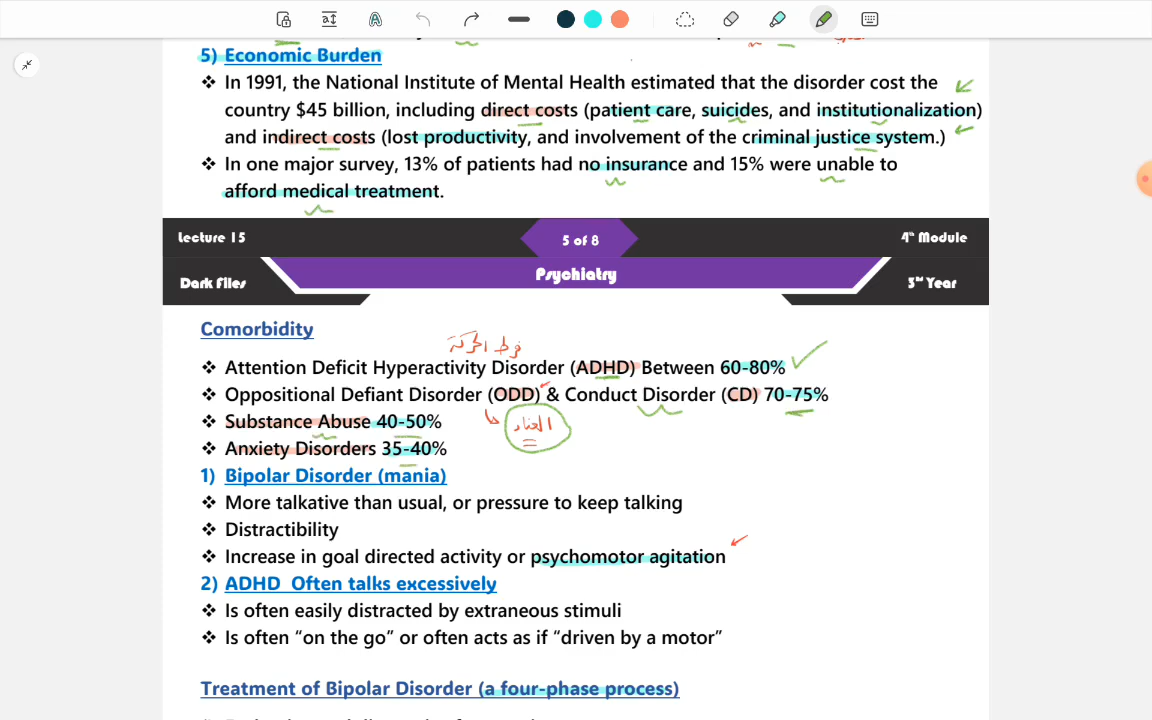 5) Economic Burden
❖ In 1991, the National Institute of Mental Health estimated that the disorder cost the
country $45 billion, including direct costs (patient care, suicides, and institutionalization)
and indirect costs (lost productivity, and involvement of the criminal justice system.)
❖ In one major survey, 13% of patients had no insurance and 15% were unable to
afford medical treatment.
Lecture 15
5 of 8
4th Module
Dark Files
Psychiatry
3rd Year
Comorbidity
فرط الحركة
❖ Attention Deficit Hyperactivity Disorder (ADHD) Between 60-80%
❖ Oppositional Defiant Disorder (ODD) & Conduct Disorder (CD) 70-75%
❖ Substance Abuse 40-50%
العناد
❖ Anxiety Disorders 35-40%
1) Bipolar Disorder (mania)
❖ More talkative than usual, or pressure to keep talking
❖ Distractibility
❖ Increase in goal directed activity or psychomotor agitation
2) ADHD Often talks excessively
❖ Is often easily distracted by extraneous stimuli
❖ Is often “on the go” or often acts as if “driven by a motor”
Treatment of Bipolar Disorder (a four-phase process)